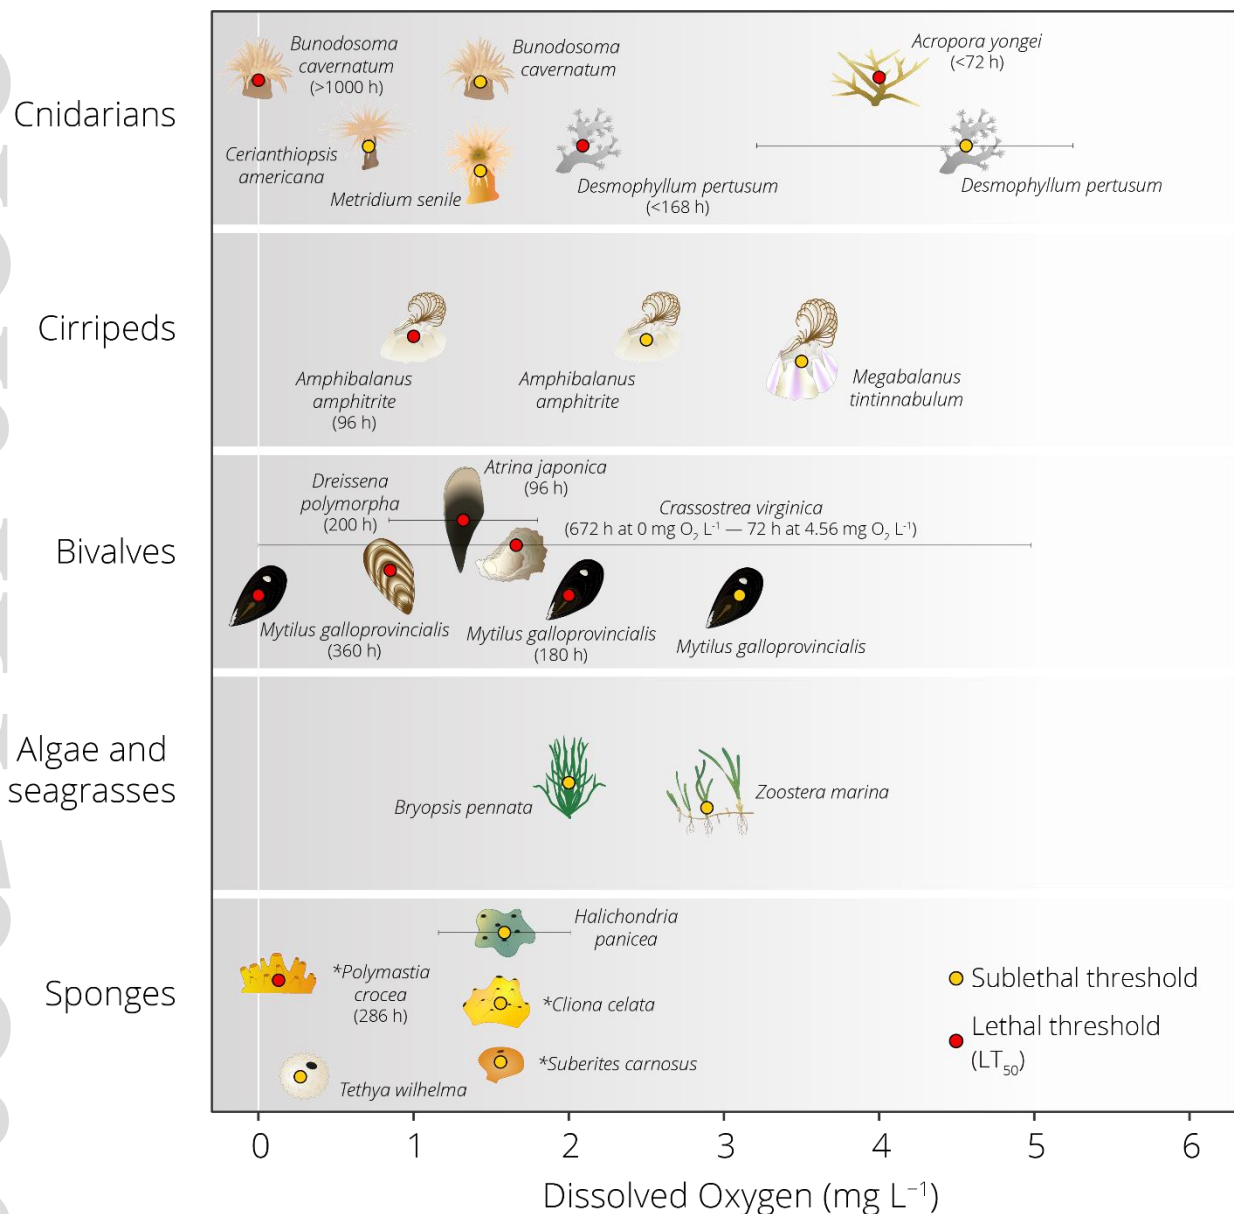 Cnidarians
Bunodosoma
cavernatum
(>1000 h)
Bunodosoma
cavernatum
Acropora yongei
(<72 h)
Cerianthiopsis
americana
Metridium senile
Desmophyllum pertusum
(<168 h)
Desmophyllum pertusum
Cirripeds
Amphibalanus
amphitrite
(96 h)
Amphibalanus
amphitrite
Megabalanus
tintinnabulum
Bivalves
Dreissena
polymorpha
(200 h)
Atrina japonica
(96 h)
Crassostrea virginica
(672 h at 0 mg O₂ L⁻¹ — 72 h at 4.56 mg O₂ L⁻¹)
Mytilus galloprovincialis
(360 h)
Mytilus galloprovincialis
(180 h)
Mytilus galloprovincialis
Algae and
seagrasses
Bryopsis pennata
Zoostera marina
Sponges
*Polymastia
crocea
(286 h)
Halichondria
panicea
*Cliona celata
*Suberites carnosus
Tethya wilhelma
Sublethal threshold
Lethal threshold
(LT₅₀)
0 1 2 3 4 5 6
Dissolved Oxygen (mg L⁻¹)